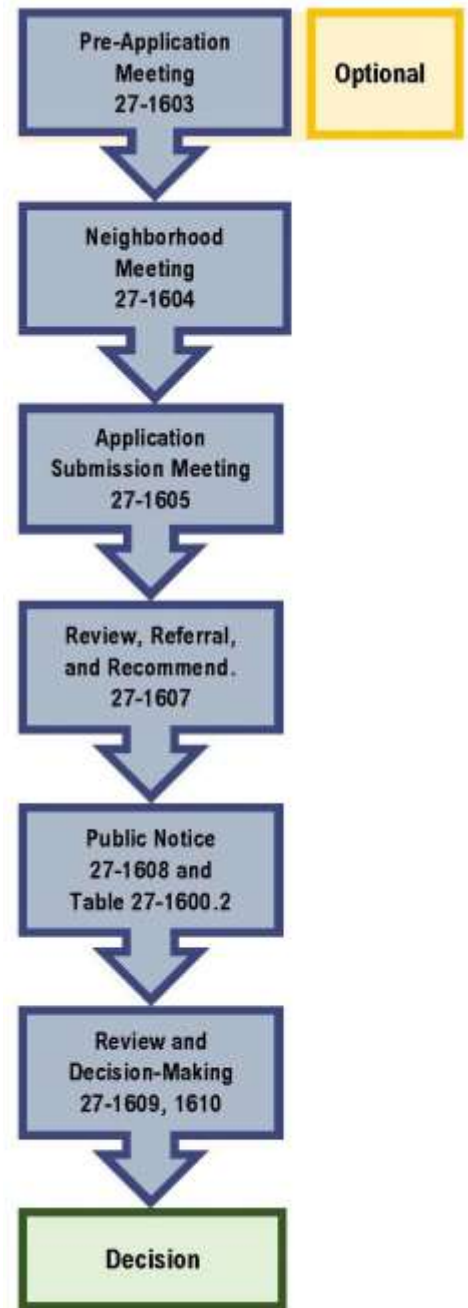 Pre-Application
Meeting
27-1603
Optional
Neighborhood
Meeting
27-1604
Application
Submission Meeting
27-1605
Review, Referral,
and Recommend.
27-1607
Public Notice
27-1608 and
Table 27-1600.2
Review and
Decision-Making
27-1609, 1610
Decision